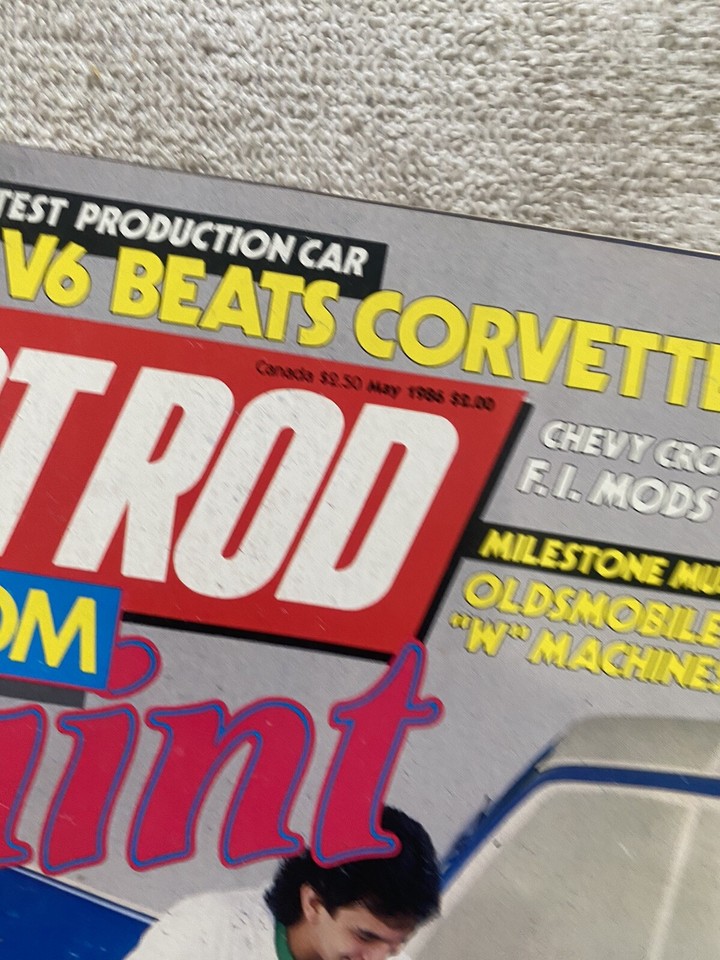 TEST PRODUCTION CAR
V6 BEATS CORVETTE
Canada $2.50 May 1986 $2.00
T ROD
CHEVY CRO
F.I. MODS
MILESTONE MU
OLDSMOBILE
"W" MACHINES
OM
aint